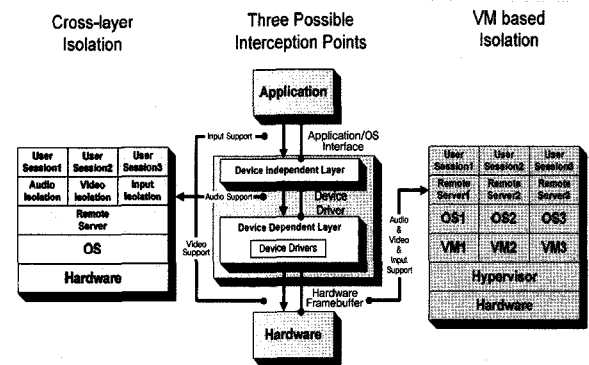 Cross-layer
Isolation
Three Possible
Interception Points
VM based
Isolation
User
Session1
User
Session2
User
Session3
Audio
Isolation
Video
Isolation
Input
Isolation
Remote
Server
OS
Hardware
Application
Input Support
Application/OS
Interface
Device Independent Layer
Audio Support
Device
Driver
Device Dependent Layer
Device Drivers
Video
Support
Hardware
Framebuffer
Hardware
Audio
&
Video
&
Input
Support
User
Session1
User
Session2
User
Session3
Remote
Server1
Remote
Server2
Remote
Server3
OS1
OS2
OS3
VM1
VM2
VM3
Hypervisor
Hardware